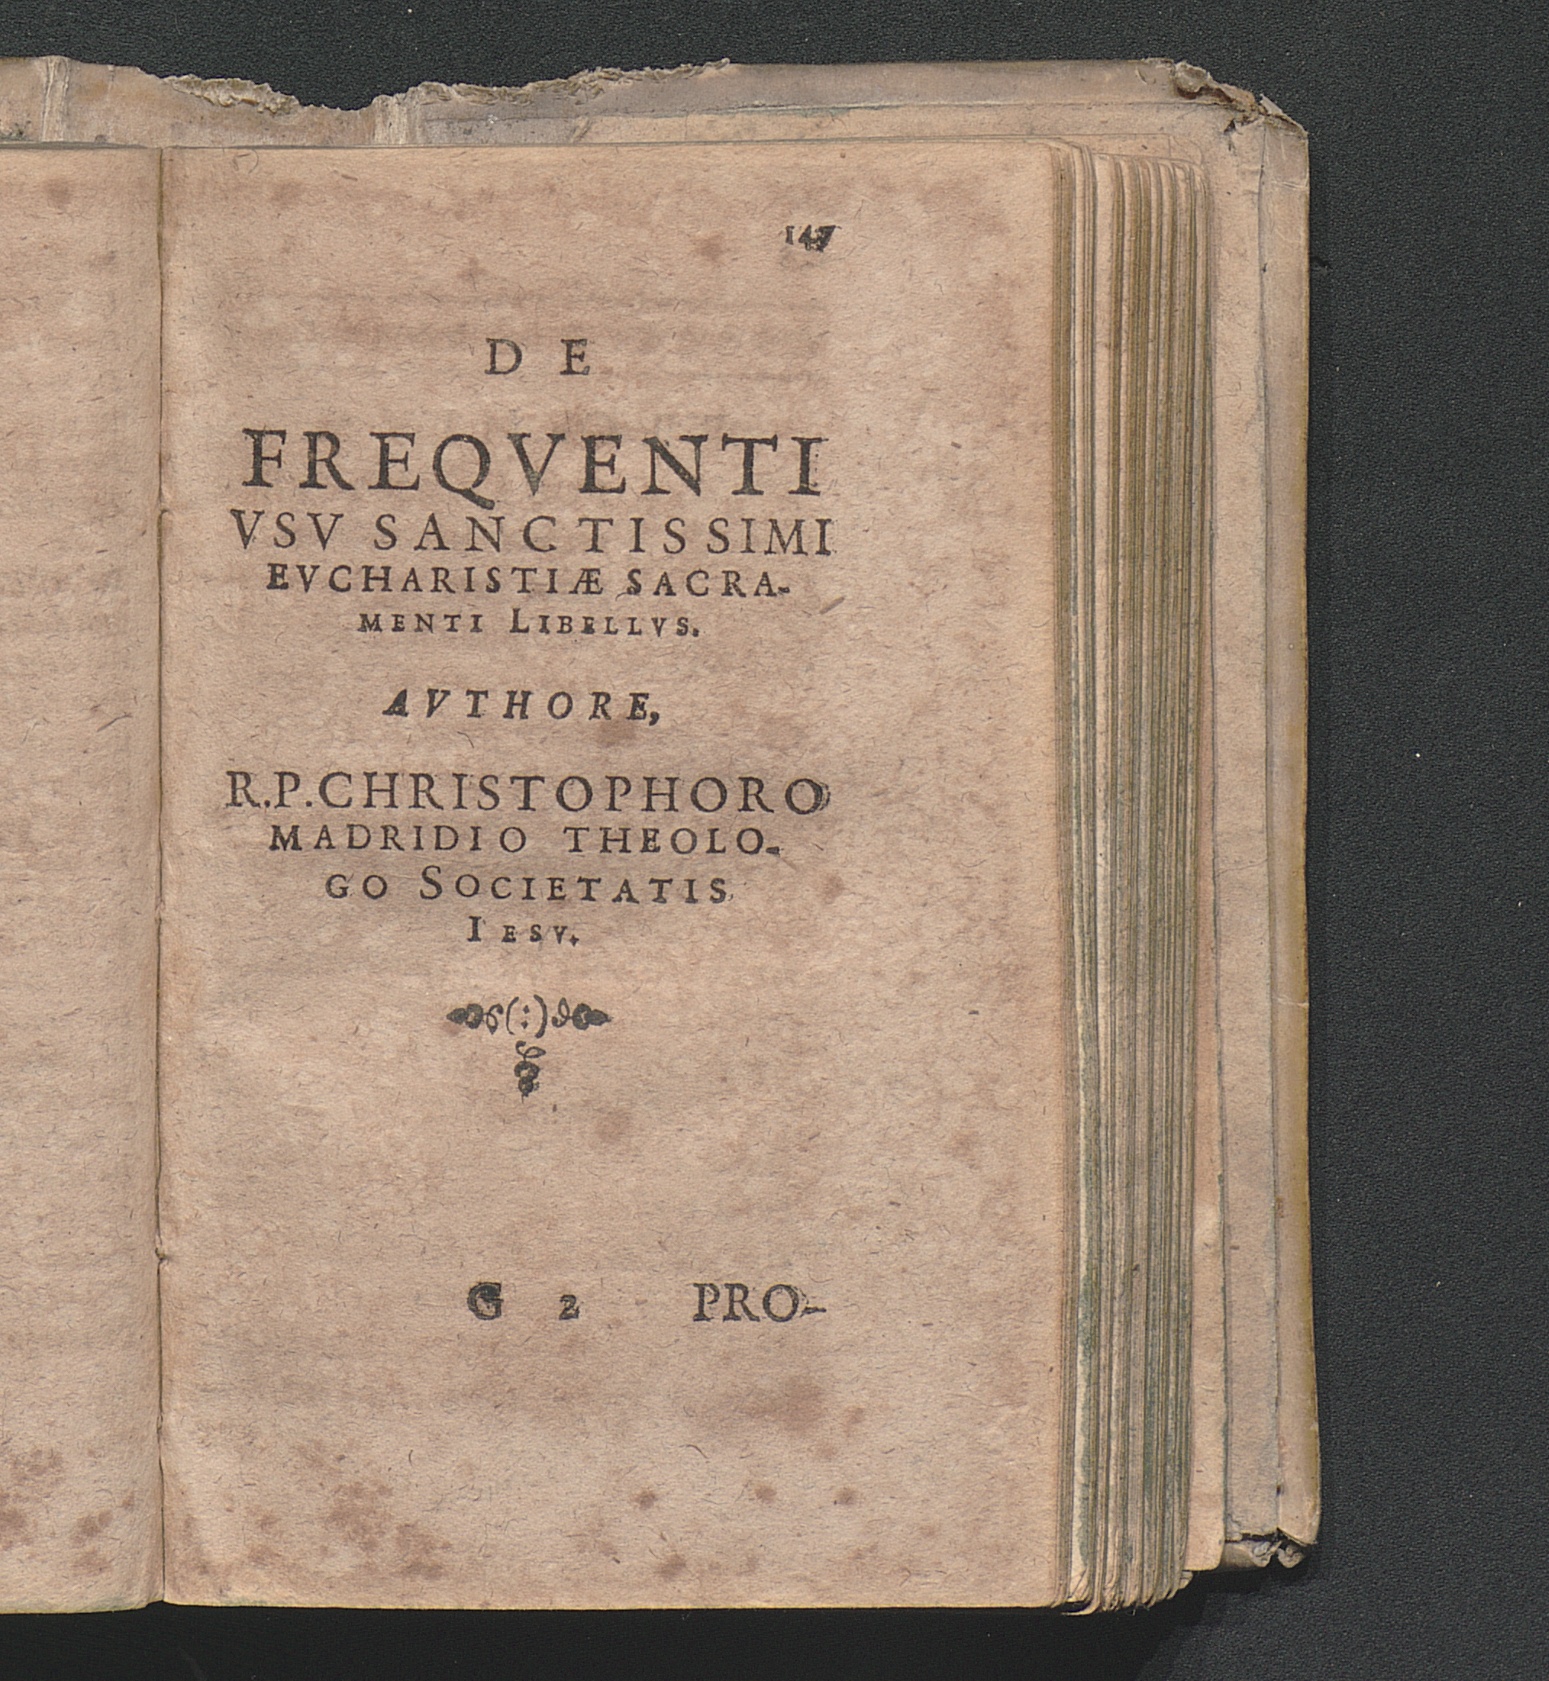 147
DE
FREQVENTI
VSV SANCTISSIMI
EVCHARISTIÆ SACRA-
MENTI LIBELLVS.
AVTHORE,
R.P.CHRISTOPHORO
MADRIDIO THEOLO-
GO SOCIETATIS
IESV.
(:)
G 2 PRO-